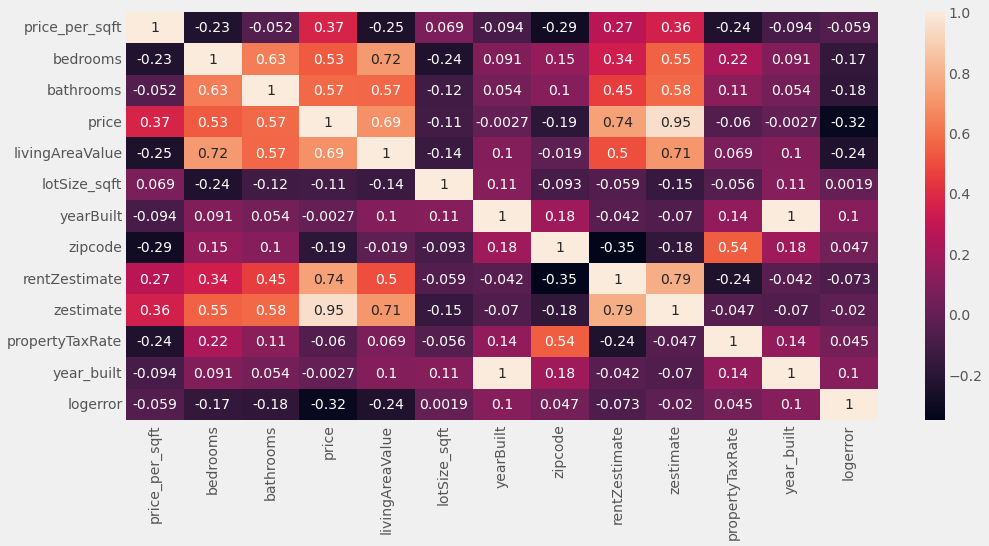 price_per_sqft 1 -0.23 -0.052 0.37 -0.25 0.069 -0.094 -0.29 0.27 0.36 -0.24 -0.094 -0.059
bedrooms -0.23 1 0.63 0.53 0.72 -0.24 0.091 0.15 0.34 0.55 0.22 0.091 -0.17
bathrooms -0.052 0.63 1 0.57 0.57 -0.12 0.054 0.1 0.45 0.58 0.11 0.054 -0.18
price 0.37 0.53 0.57 1 0.69 -0.11 -0.0027 -0.19 0.74 0.95 -0.06 -0.0027 -0.32
livingAreaValue -0.25 0.72 0.57 0.69 1 -0.14 0.1 -0.019 0.5 0.71 0.069 0.1 -0.24
lotSize_sqft 0.069 -0.24 -0.12 -0.11 -0.14 1 0.11 -0.093 -0.059 -0.15 -0.056 0.11 0.0019
yearBuilt -0.094 0.091 0.054 -0.0027 0.1 0.11 1 0.18 -0.042 -0.07 0.14 1 0.1
zipcode -0.29 0.15 0.1 -0.19 -0.019 -0.093 0.18 1 -0.35 -0.18 0.54 0.18 0.047
rentZestimate 0.27 0.34 0.45 0.74 0.5 -0.059 -0.042 -0.35 1 0.79 -0.24 -0.042 -0.073
zestimate 0.36 0.55 0.58 0.95 0.71 -0.15 -0.07 -0.18 0.79 1 -0.047 -0.07 -0.02
propertyTaxRate -0.24 0.22 0.11 -0.06 0.069 -0.056 0.14 0.54 -0.24 -0.047 1 0.14 0.045
year_built -0.094 0.091 0.054 -0.0027 0.1 0.11 1 0.18 -0.042 -0.07 0.14 1 0.1
logerror -0.059 -0.17 -0.18 -0.32 -0.24 0.0019 0.1 0.047 -0.073 -0.02 0.045 0.1 1
price_per_sqft
bedrooms
bathrooms
price
livingAreaValue
lotSize_sqft
yearBuilt
zipcode
rentZestimate
zestimate
propertyTaxRate
year_built
logerror
1.0
0.8
0.6
0.4
0.2
0.0
−0.2